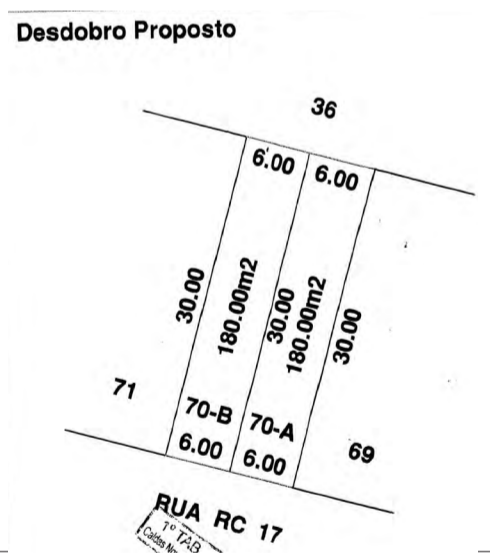 Desdobro Proposto
36
6.00
6.00
30.00
180.00m2
30.00
180.00m2
30.00
71
70-B
70-A
69
6.00
6.00
RUA RC 17
1º TAB
Caldas